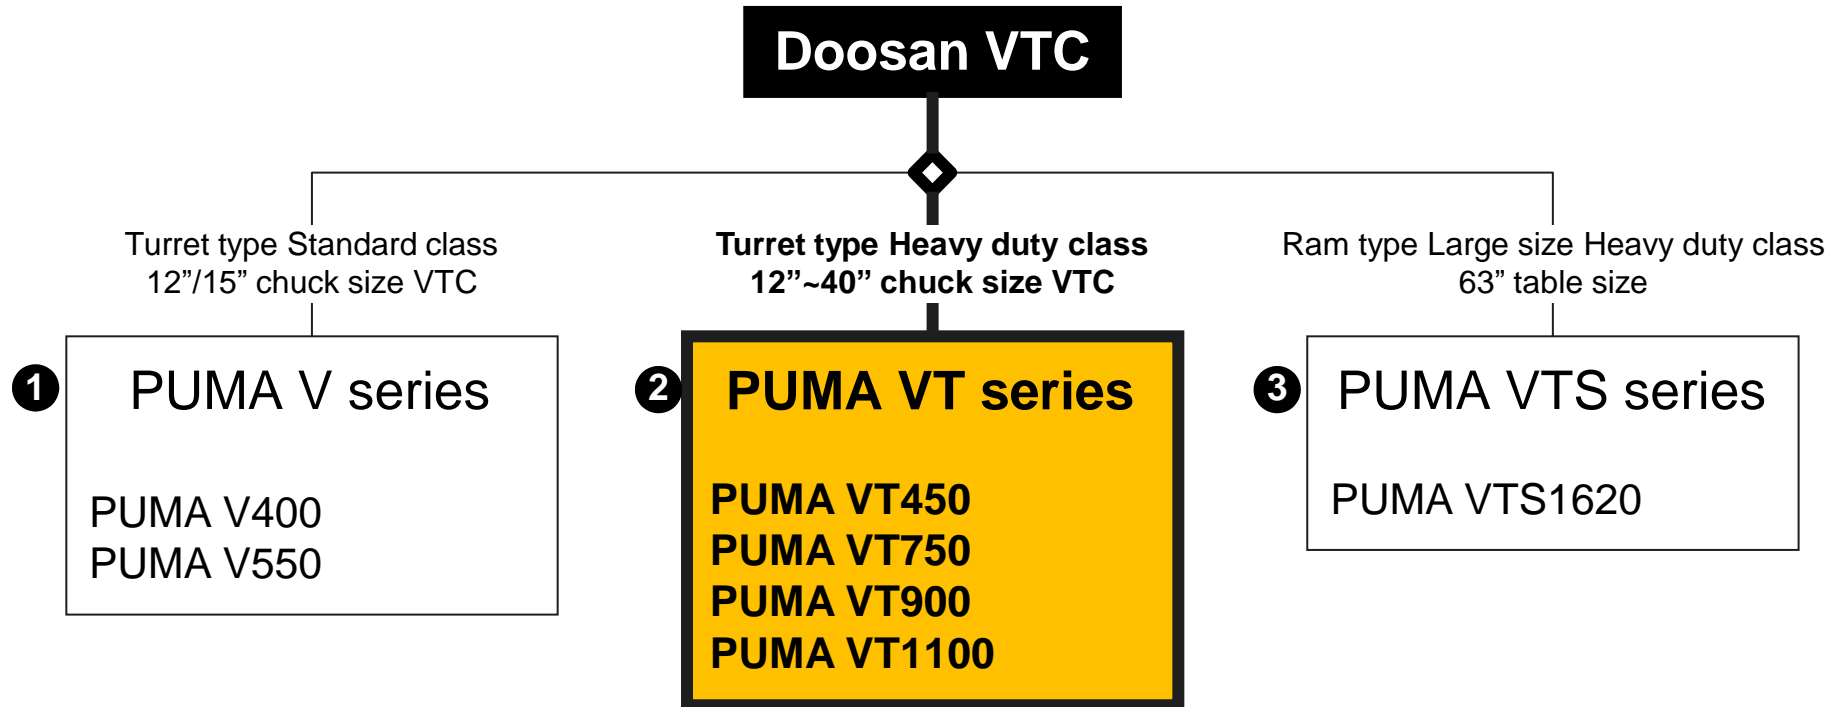 Doosan VTC
Turret type Standard class
12”/15” chuck size VTC
Turret type Heavy duty class
12”~40” chuck size VTC
Ram type Large size Heavy duty class
63” table size
1
PUMA V series
PUMA V400
PUMA V550
2
PUMA VT series
PUMA VT450
PUMA VT750
PUMA VT900
PUMA VT1100
3
PUMA VTS series
PUMA VTS1620